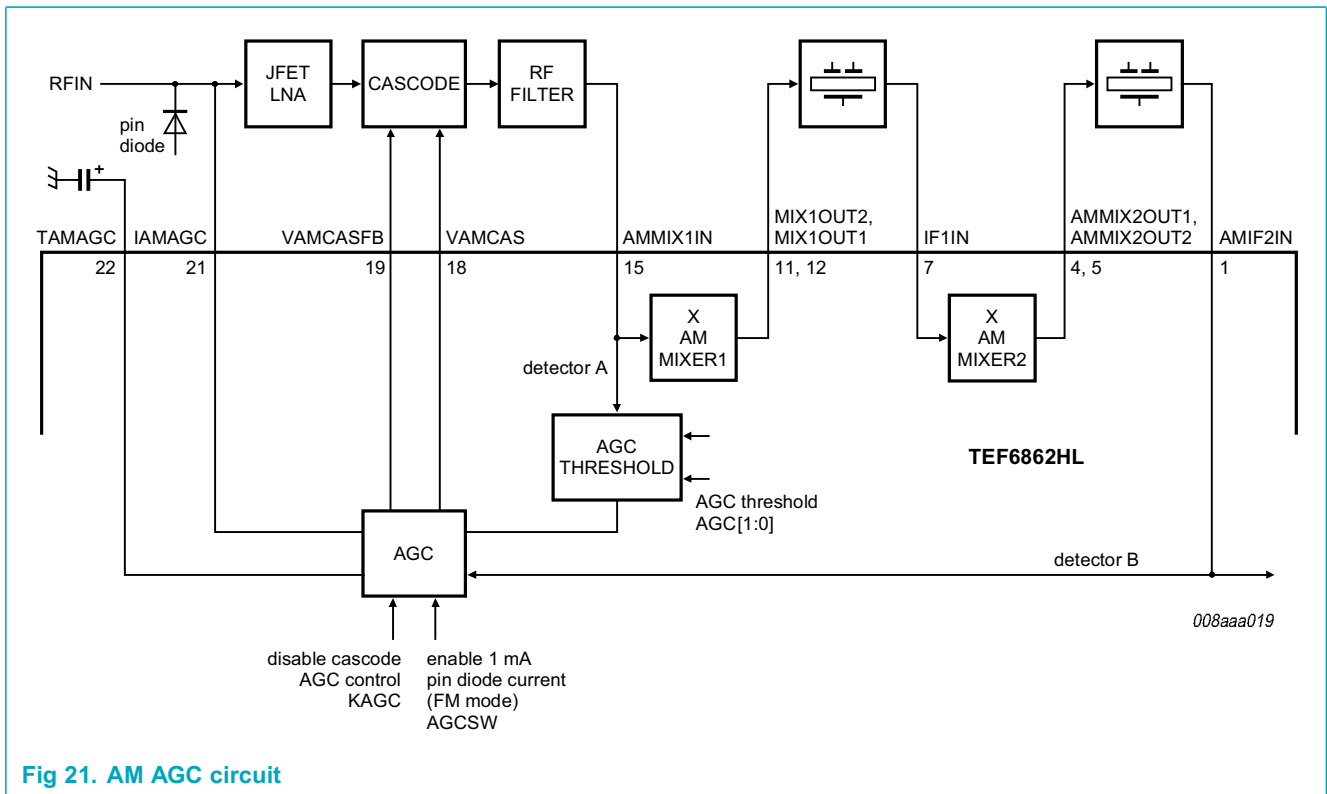 RFIN
pin
diode
JFET
LNA
CASCODE
RF
FILTER
+
TAMAGC
IAMAGC
VAMCASFB
VAMCAS
AMMIX1IN
MIX1OUT2,
MIX1OUT1
IF1IN
AMMIX2OUT1,
AMMIX2OUT2
AMIF2IN
22
21
19
18
15
11, 12
7
4, 5
1
X
AM
MIXER1
X
AM
MIXER2
detector A
AGC
THRESHOLD
AGC threshold
AGC[1:0]
TEF6862HL
AGC
detector B
disable cascode
AGC control
KAGC
enable 1 mA
pin diode current
(FM mode)
AGCSW
008aaa019
Fig 21. AM AGC circuit